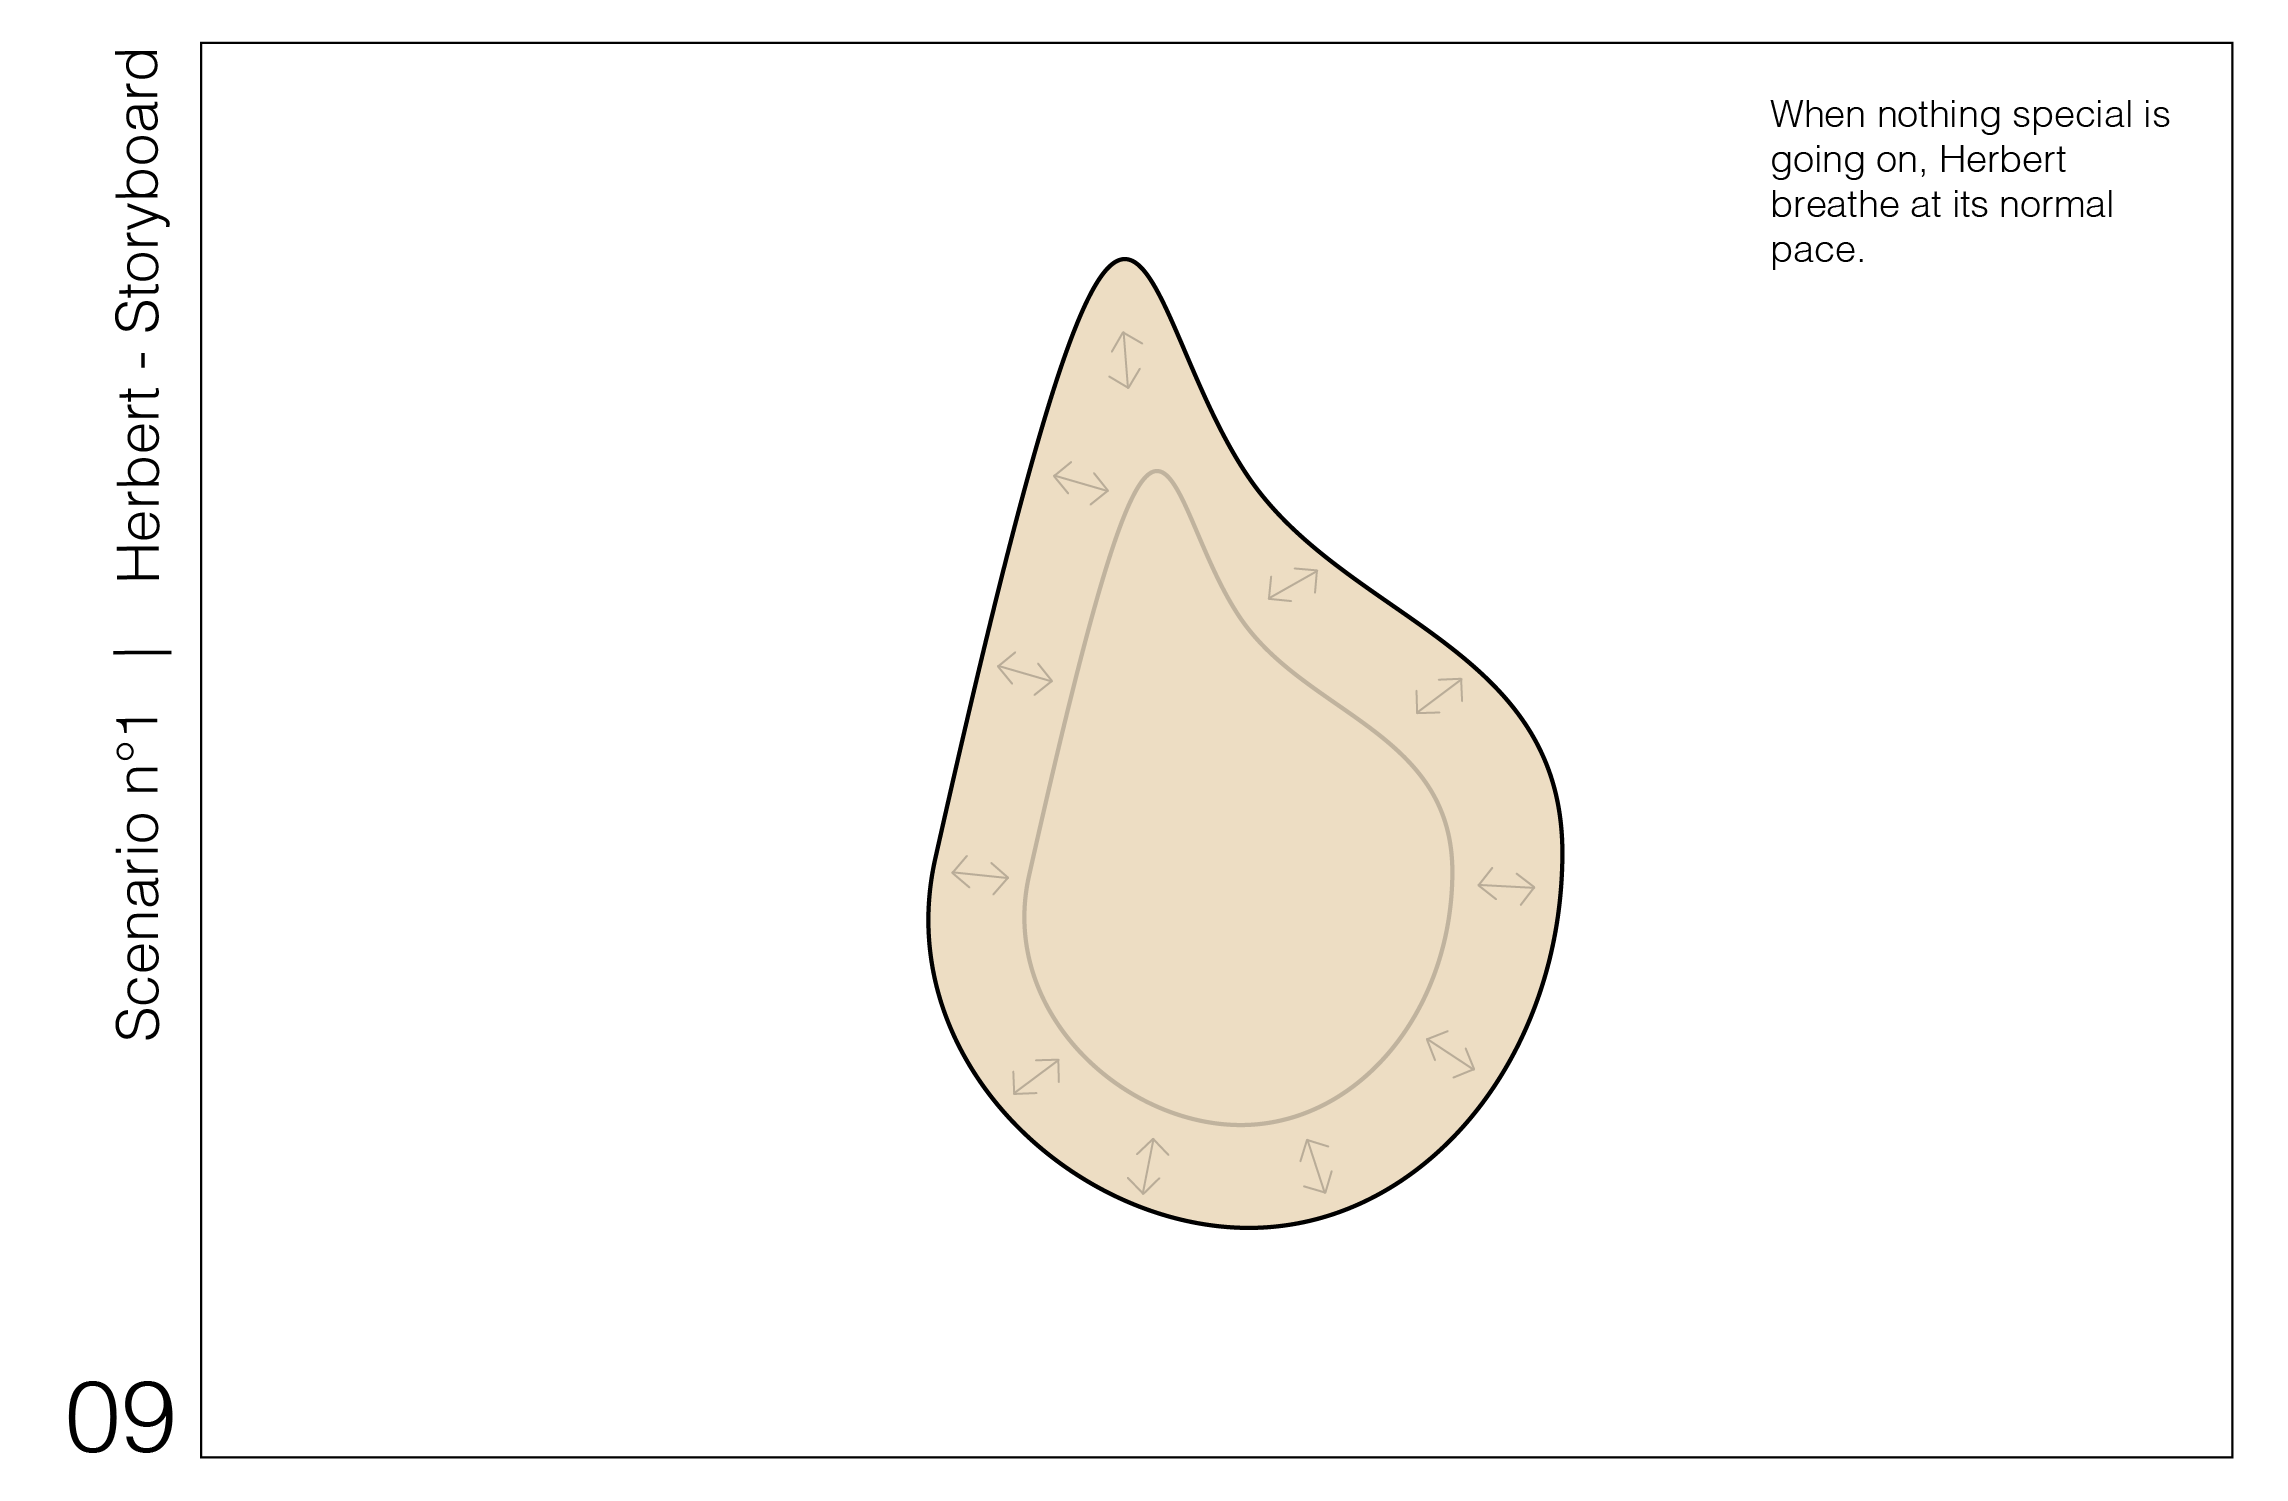 Scenario n°1 | Herbert - Storyboard
When nothing special is
going on, Herbert
breathe at its normal
pace.
09